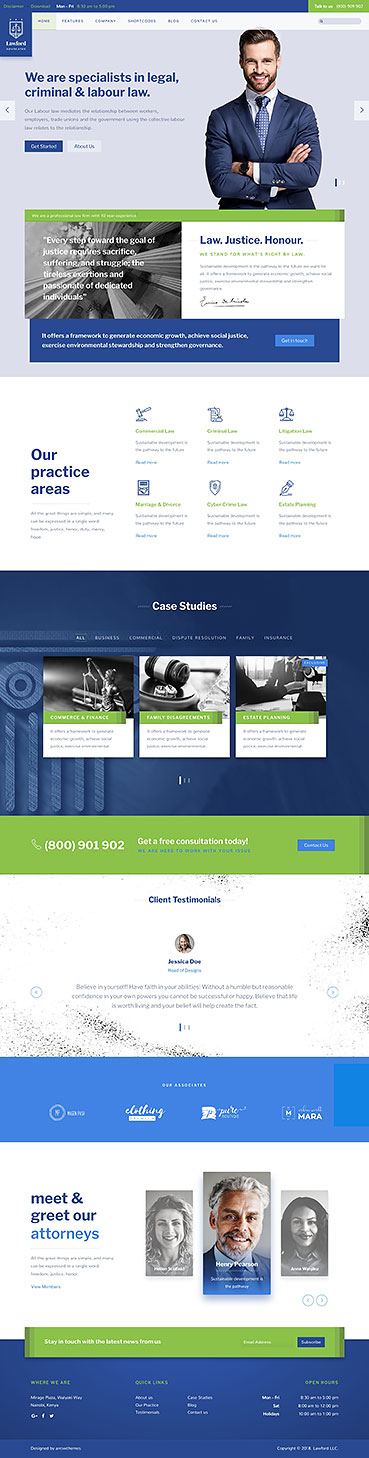 Disclaimer Download Mon - Fri 8:30 am to 5:00 pm Talk to us (800) 909 902
Lawford
ADVOCATES
HOME FEATURES COMPANY SHORTCODES BLOG CONTACT US
We are specialists in legal,
criminal & labour law.
Our Labour law mediates the relationship between workers,
employers, trade unions and the government using the collective labour
law relates to the relationship.
Get Started About Us
We are a professional law firm with 30 year experience.
"Every step toward the goal of
justice requires sacrifice,
suffering, and struggle; the
tireless exertions and
passionate of dedicated
individuals"
Law. Justice. Honour.
WE STAND FOR WHAT'S RIGHT BY LAW.
Sustainable development is the pathway to the future we want for
all. It offers a framework to generate economic growth, achieve social
justice, exercise environmental stewardship and strengthen
governance.
It offers a framework to generate economic growth, achieve social justice,
exercise environmental stewardship and strengthen governance.
Get in touch
Our
practice
areas
All the great things are simple, and many
can be expressed in a single word:
freedom, justice, honor, duty, mercy,
hope.
Commercial Law
Sustainable development is
the pathway to the future
Read more
Criminal Law
Sustainable development is
the pathway to the future
Read more
Litigation Law
Sustainable development is
the pathway to the future
Read more
Marriage & Divorce
Sustainable development is
the pathway to the future
Read more
Cyber Crime Law
Sustainable development is
the pathway to the future
Read more
Estate Planning
Sustainable development is
the pathway to the future
Read more
Case Studies
ALL BUSINESS COMMERCIAL DISPUTE RESOLUTION FAMILY INSURANCE
EXCLUSIVE
COMMERCE & FINANCE
It offers a framework to generate
economic growth, achieve social
justice, exercise environmental
FAMILY DISAGREEMENTS
It offers a framework to generate
economic growth, achieve social
justice, exercise environmental
ESTATE PLANNING
It offers a framework to generate
economic growth, achieve social
justice, exercise environmental
(800) 901 902
Get a free consultation today!
WE ARE HERE TO WORK WITH YOUR ISSUE
Contact Us
Client Testimonials
Jessica Doe
Head of Designs
Believe in yourself! Have faith in your abilities! Without a humble but reasonable
confidence in your own powers you cannot be successful or happy. Believe that life
is worth living and your belief will help create the fact.
OUR ASSOCIATES
clothing
pure
MARA
meet &
greet our
attorneys
All the great things are simple, and many
can be expressed in a single word:
freedom, justice, honor.
View Members
Helen Scofield
Henry Pearson
Sustainable development is
the pathway
Anna Wanjiku
Stay in touch with the latest news from us
Email Address Subscribe
WHERE WE ARE
Mirage Plaza, Waiyaki Way
Nairobi, Kenya
QUICK LINKS
About us Case Studies
Our Practice Blog
Testimonials Contact us
OPEN HOURS
Mon - Fri 8:30 am to 5:00 pm
Sat 8:00 am to 12:00 pm
Holidays 10:00 am to 1:00 pm
Designed by arrowthemes Copyright © 2018. Lawford LLC.